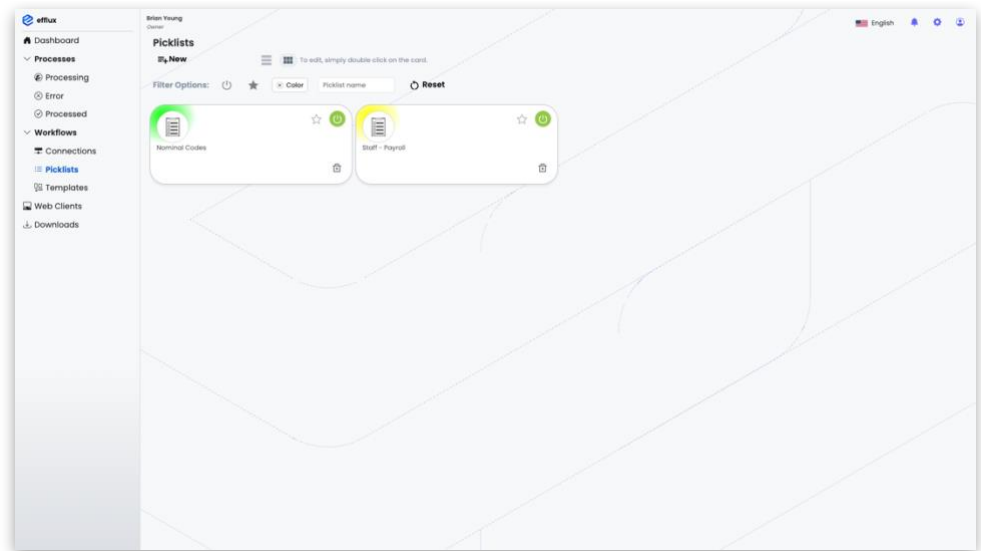 efflux
Dashboard
Processes
Processing
Error
Processed
Workflows
Connections
Picklists
Templates
Web Clients
Downloads
Brian Young
Owner
English
Picklists
New
To edit, simply double click on the card.
Filter Options:
Color
Picklist name
Reset
Nominal Codes
Staff - Payroll